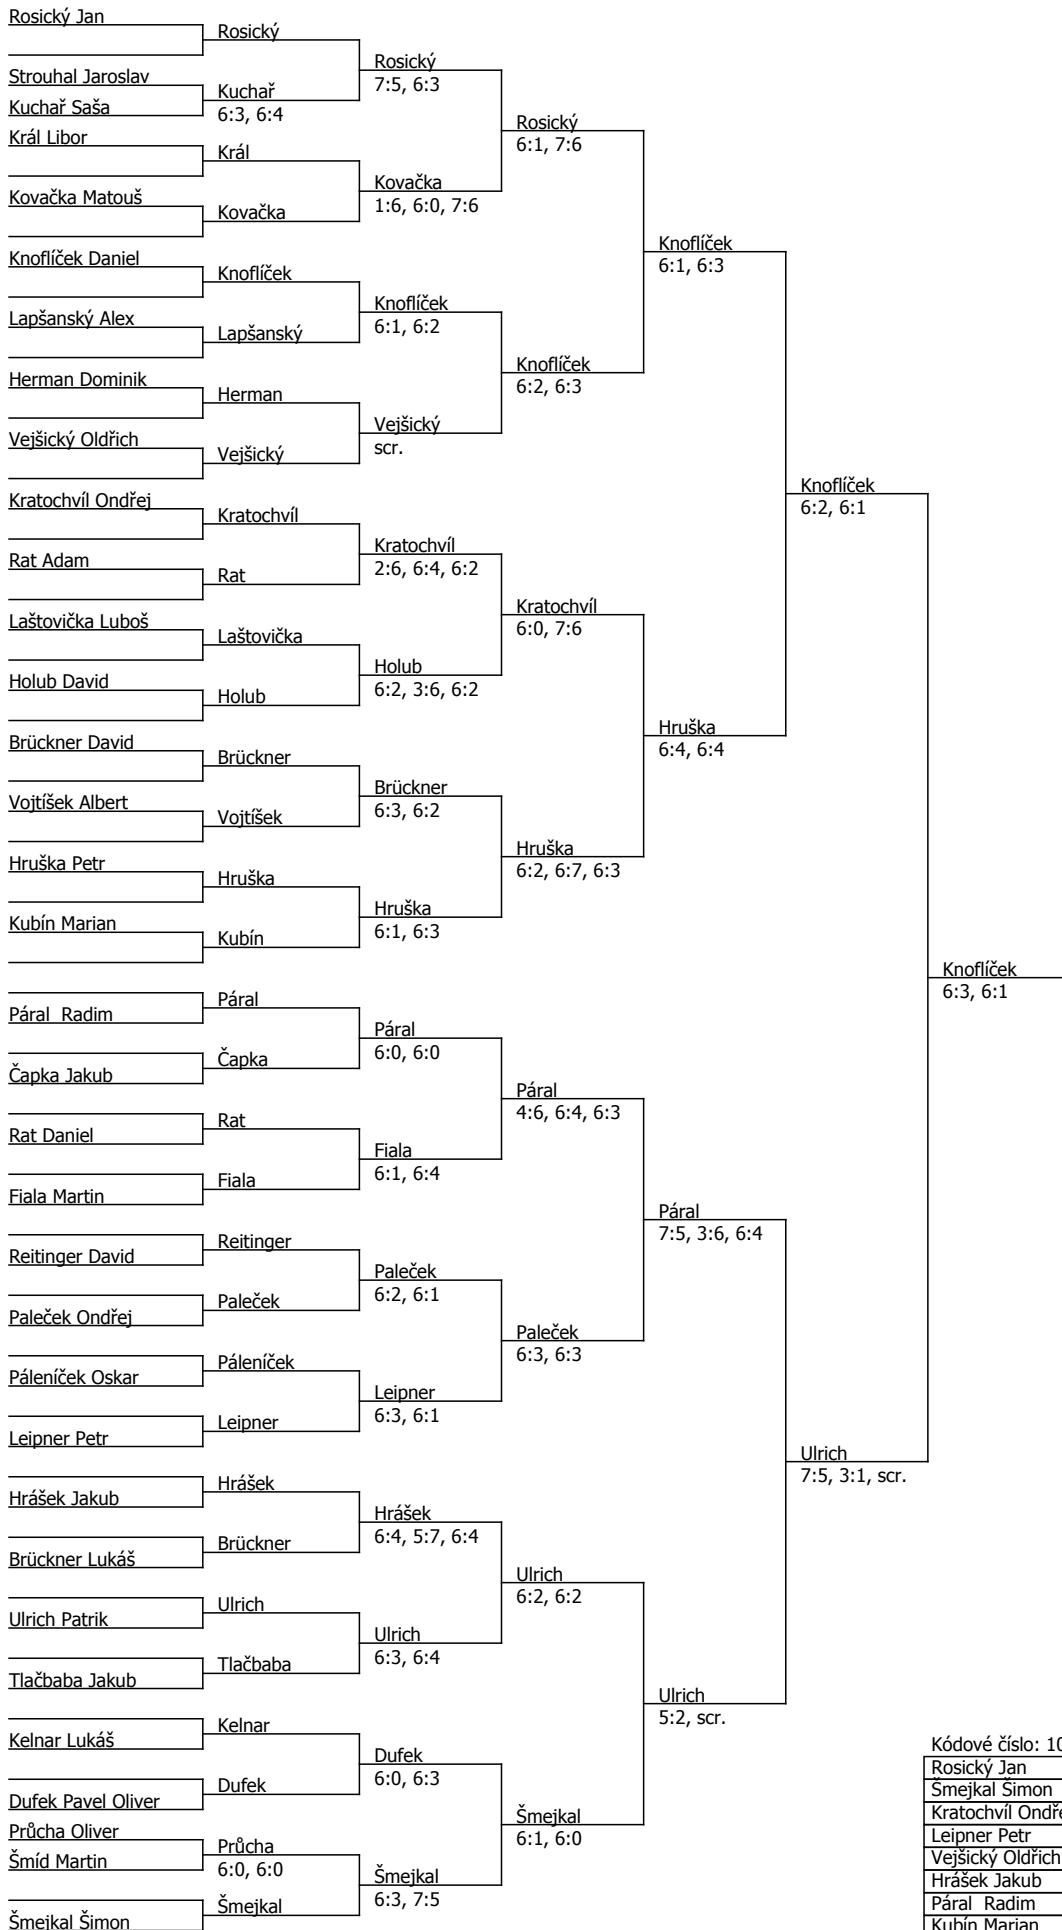 Rosický Jan
Rosický
Rosický
7:5, 6:3
Strouhal Jaroslav
Kuchař Saša
Kuchař
6:3, 6:4
Rosický
6:1, 7:6
Král Libor
Král
Kovačka
1:6, 6:0, 7:6
Kovačka Matouš
Kovačka
Knoflíček
6:1, 6:3
Knoflíček Daniel
Knoflíček
Knoflíček
6:1, 6:2
Lapšanský Alex
Lapšanský
Knoflíček
6:2, 6:3
Herman Dominik
Herman
Vejšický
scr.
Vejšický Oldřich
Vejšický
Knoflíček
6:2, 6:1
Kratochvíl Ondřej
Kratochvíl
Kratochvíl
2:6, 6:4, 6:2
Rat Adam
Rat
Kratochvíl
6:0, 7:6
Laštovička Luboš
Laštovička
Holub
6:2, 3:6, 6:2
Holub David
Holub
Hruška
6:4, 6:4
Brückner David
Brückner
Brückner
6:3, 6:2
Vojtíšek Albert
Vojtíšek
Hruška
6:2, 6:7, 6:3
Hruška Petr
Hruška
Hruška
6:1, 6:3
Kubín Marian
Kubín
Knoflíček
6:3, 6:1
Páral
Páral  Radim
Páral
6:0, 6:0
Čapka
Čapka Jakub
Páral
4:6, 6:4, 6:3
Rat
Rat Daniel
Fiala
6:1, 6:4
Fiala
Fiala Martin
Páral
7:5, 3:6, 6:4
Reitinger
Reitinger David
Paleček
6:2, 6:1
Paleček
Paleček Ondřej
Paleček
6:3, 6:3
Páleníček
Páleníček Oskar
Leipner
6:3, 6:1
Leipner
Leipner Petr
Ulrich
7:5, 3:1, scr.
Hrášek
Hrášek Jakub
Hrášek
6:4, 5:7, 6:4
Brückner
Brückner Lukáš
Ulrich
6:2, 6:2
Ulrich
Ulrich Patrik
Ulrich
6:3, 6:4
Tlačbaba
Tlačbaba Jakub
Ulrich
5:2, scr.
Kelnar
Kelnar Lukáš
Dufek
6:0, 6:3
Dufek
Dufek Pavel Oliver
Šmejkal
6:1, 6:0
Průcha Oliver
Šmíd Martin
Průcha
6:0, 6:0
Šmejkal
6:3, 7:5
Šmejkal
Šmejkal Šimon
Kódové číslo: 10
Rosický Jan
Šmejkal Šimon
Kratochvíl Ondře
Leipner Petr
Vejšický Oldřich
Hrášek Jakub
Páral  Radim
Kubín Marian